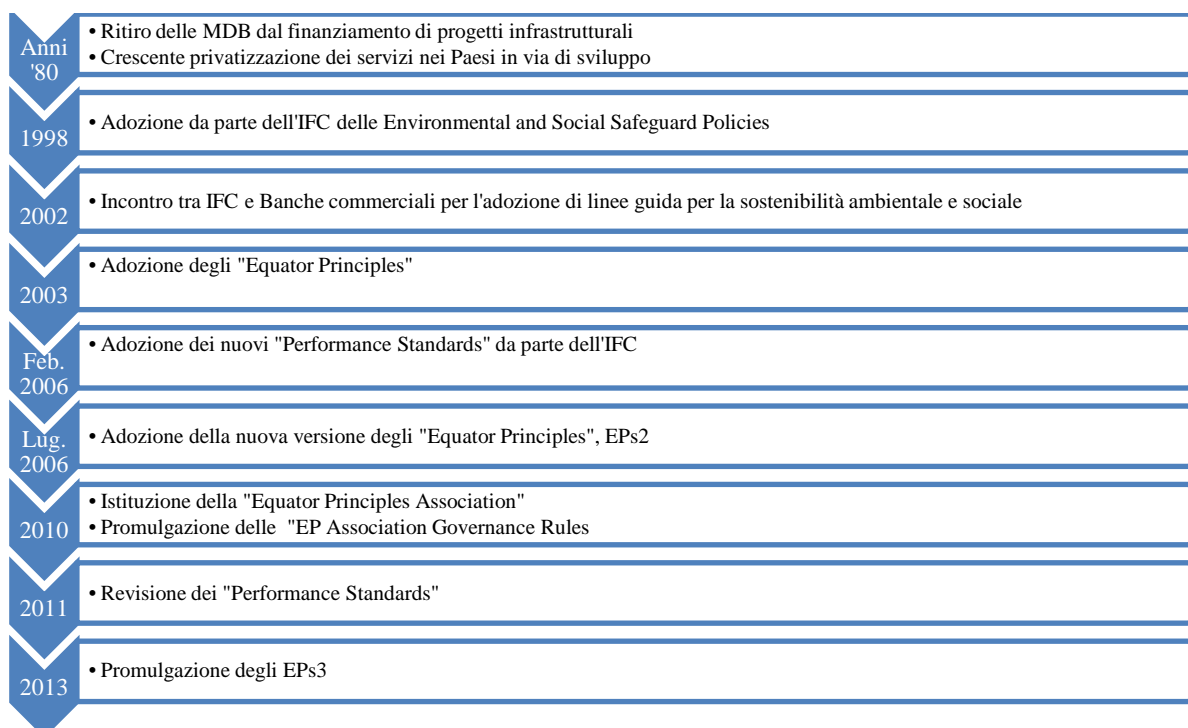 Anni
'80
• Ritiro delle MDB dal finanziamento di progetti infrastrutturali
• Crescente privatizzazione dei servizi nei Paesi in via di sviluppo
1998
• Adozione da parte dell'IFC delle Environmental and Social Safeguard Policies
2002
• Incontro tra IFC e Banche commerciali per l'adozione di linee guida per la sostenibilità ambientale e sociale
2003
• Adozione degli "Equator Principles"
Feb.
2006
• Adozione dei nuovi "Performance Standards" da parte dell'IFC
Lug.
2006
• Adozione della nuova versione degli "Equator Principles", EPs2
2010
• Istituzione della "Equator Principles Association"
• Promulgazione delle "EP Association Governance Rules
2011
• Revisione dei "Performance Standards"
2013
• Promulgazione degli EPs3